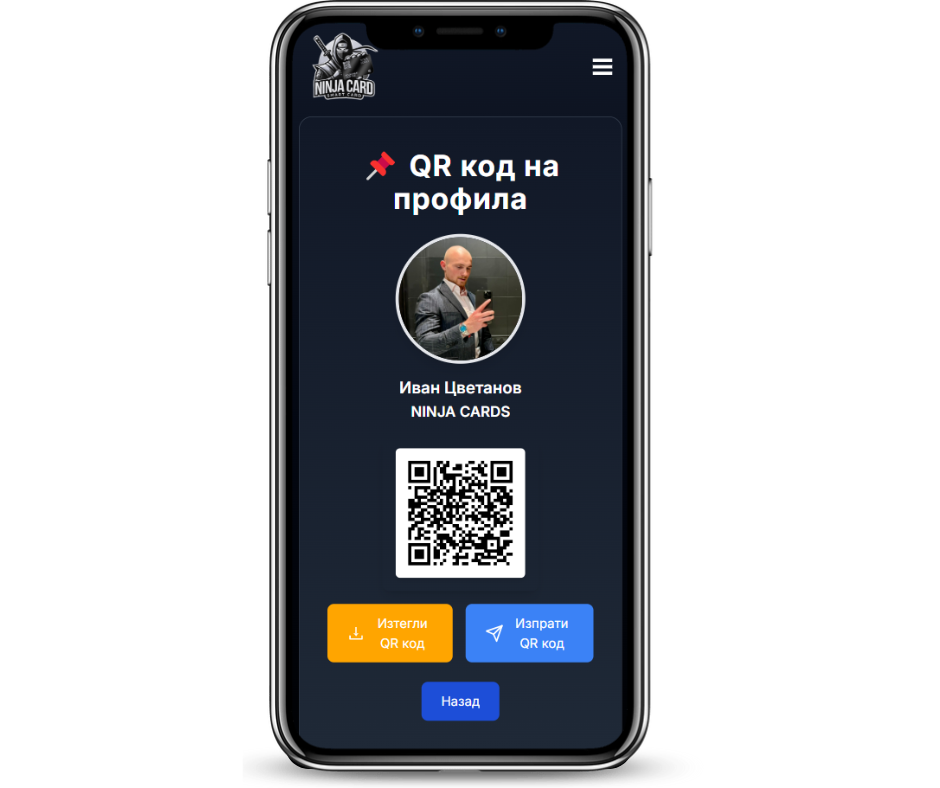 NINJA CARD
SMART CARD
QR код на
профила
Иван Цветанов
NINJA CARDS
Изтегли
QR код
Изпрати
QR код
Назад